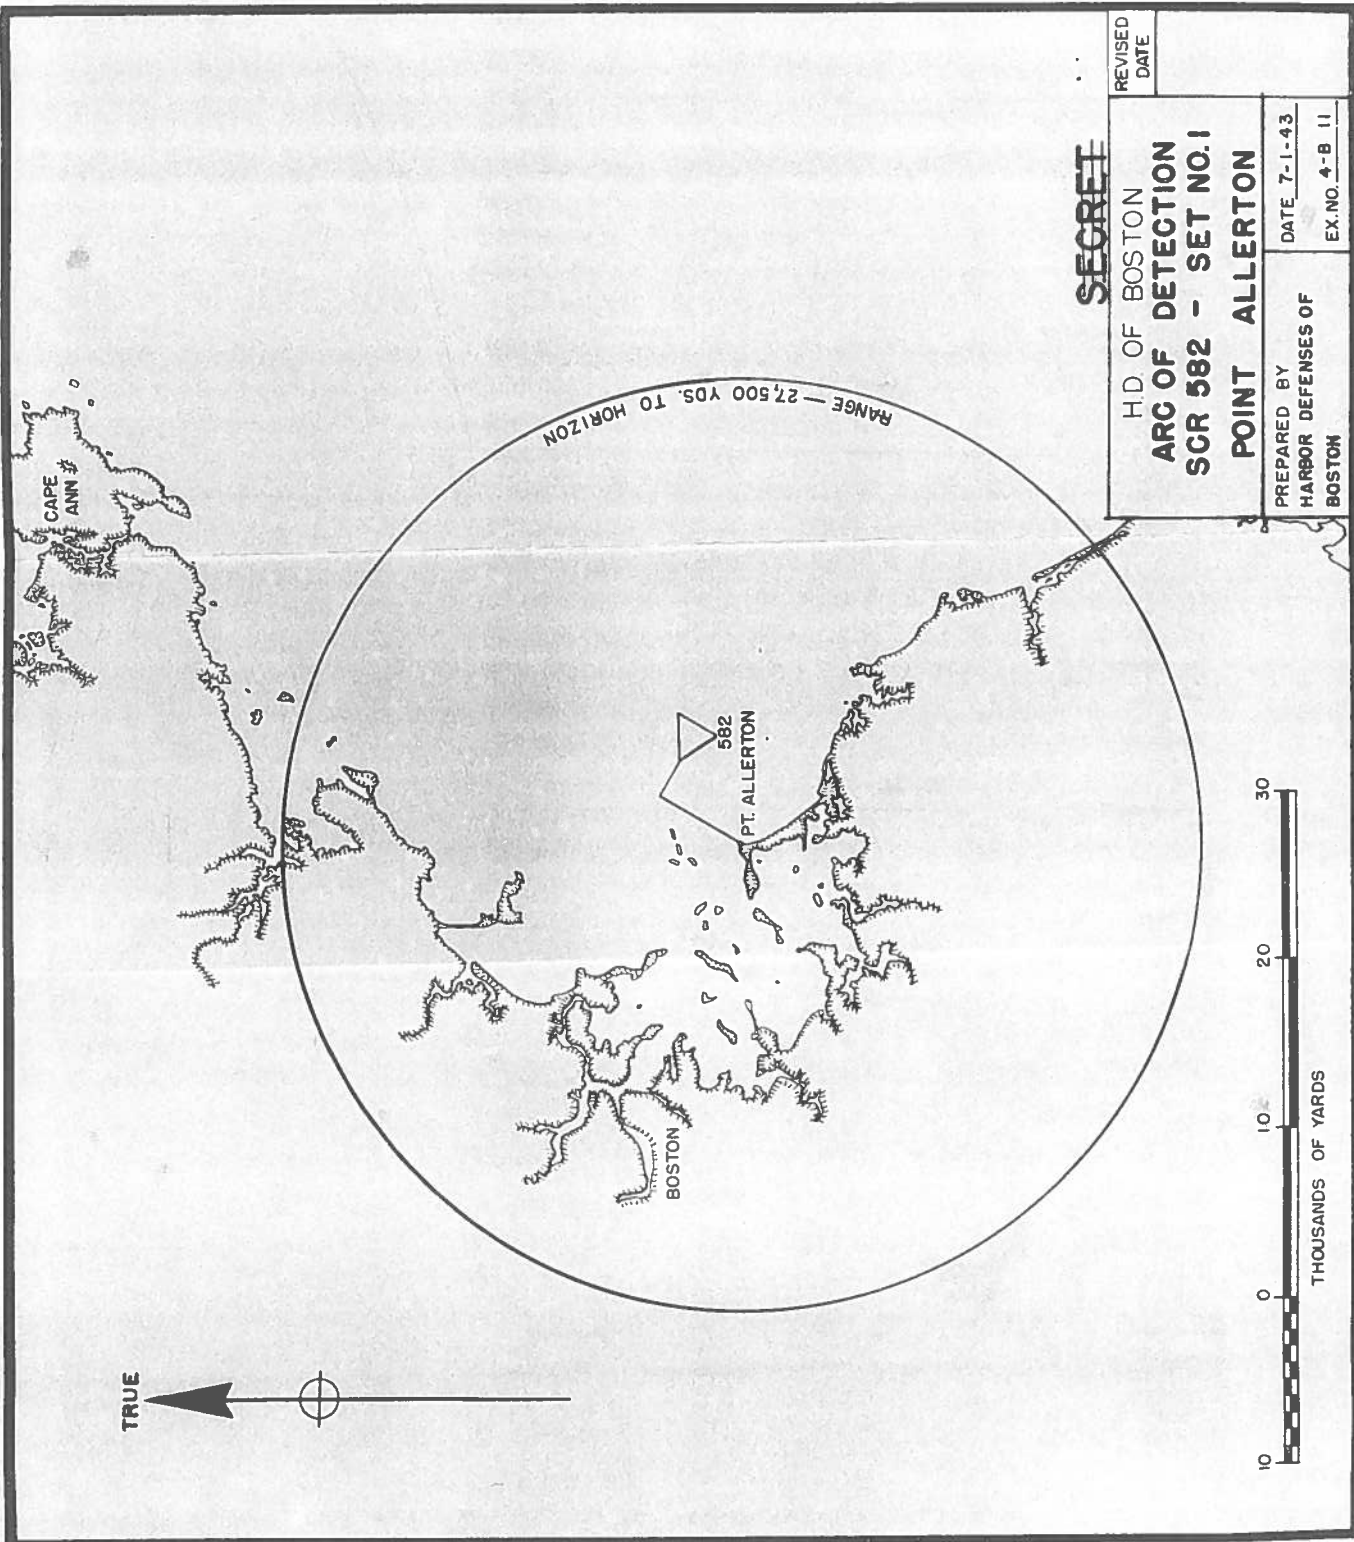 TRUE
CAPE
ANN
RANGE — 27,500 YDS. TO HORIZON
582
PT. ALLERTON
BOSTON
10 0 10 20 30
THOUSANDS OF YARDS
SECRET
REVISED
DATE
H.D. OF BOSTON
ARC OF DETECTION
SCR 582 - SET NO. 1
POINT ALLERTON
PREPARED BY
HARBOR DEFENSES OF
BOSTON
DATE 7-1-43
EX. NO. 4-B 11